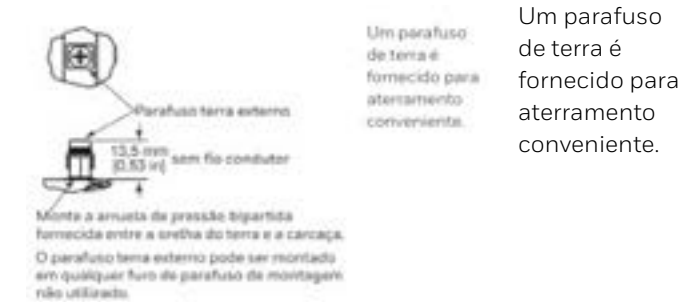 Um parafuso
de terra é
fornecido para
aterramento
conveniente.
Um parafuso
de terra é
fornecido para
aterramento
conveniente.
Parafuso terra externo
13,5 mm
(0,53 in)
sem fio condutor
Monte a arruela de pressão bipartida
fornecida entre a orelha do terra e a carcaça.
O parafuso terra externo pode ser montado
em qualquer furo de parafuso de montagem
não utilizado.